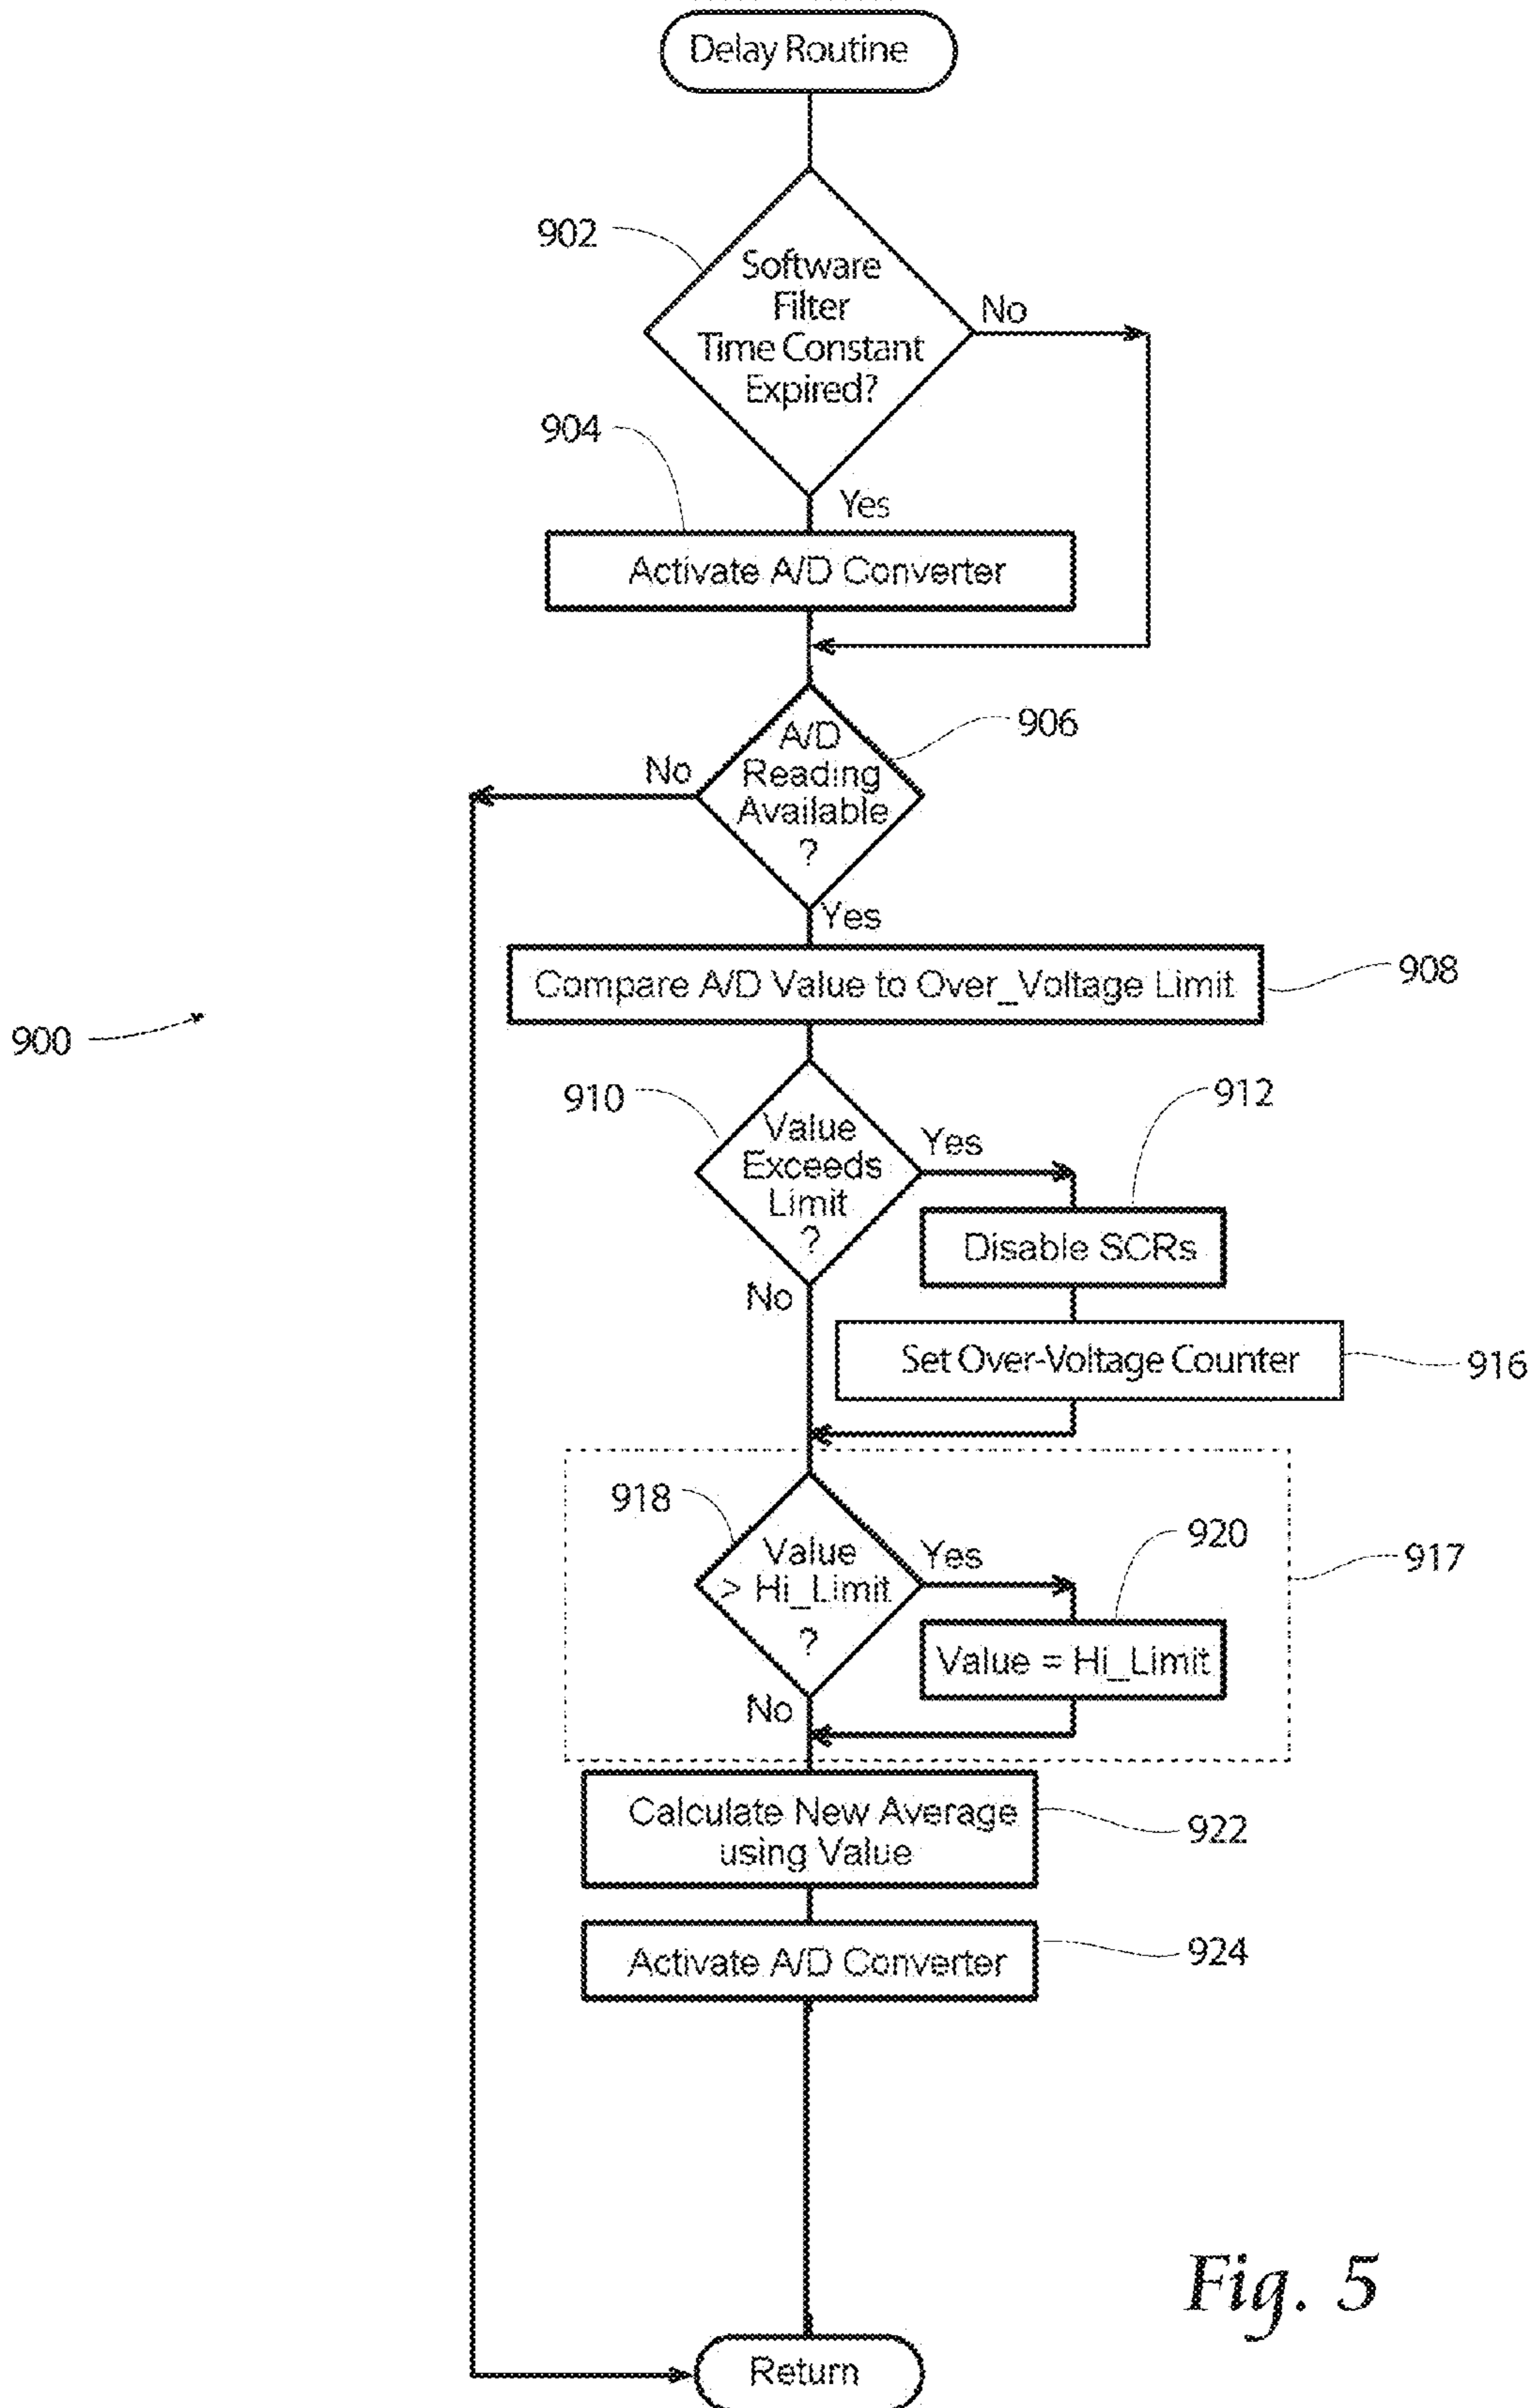 Delay Routine
902
Software
Filter
Time Constant
Expired?
No
904
Yes
Activate A/D Converter
906
A/D
Reading
Available
?
No
Yes
Compare A/D Value to Over_Voltage Limit
908
900
910
Value
Exceeds
Limit
?
Yes
912
Disable SCRs
No
Set Over-Voltage Counter
916
918
Value
> Hi_Limit
?
Yes
920
917
Value = Hi_Limit
No
Calculate New Average
using Value
922
Activate A/D Converter
924
Fig. 5
Return